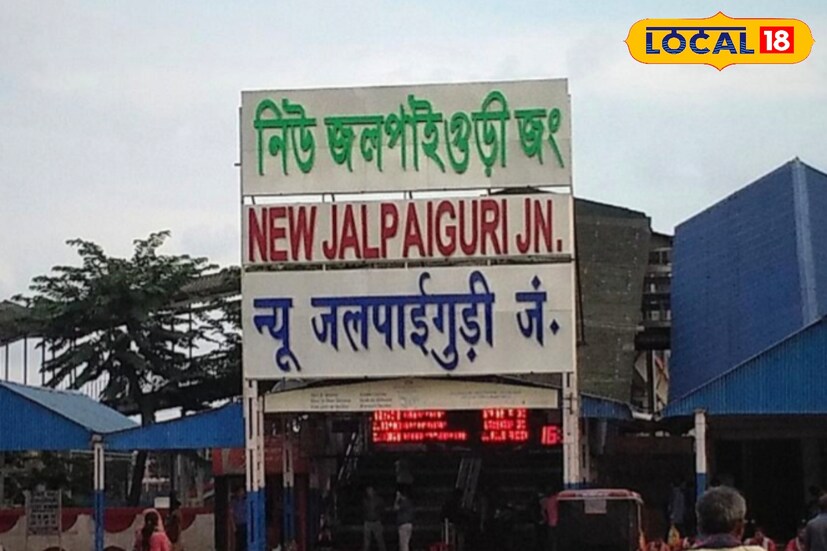 LOCAL 18
নিউ জলপাইগুড়ী জং
NEW JALPAIGURI JN.
न्यू जलपाईगुड़ी जं.